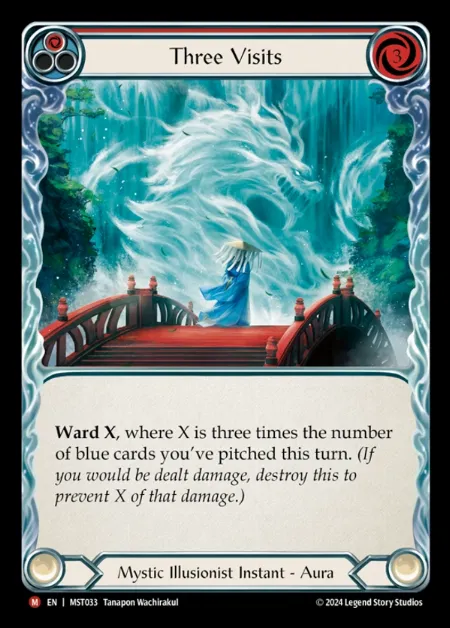 Three Visits
3
Ward X, where X is three times the number
of blue cards you've pitched this turn. (If
you would be dealt damage, destroy this to
prevent X of that damage.)
Mystic Illusionist Instant - Aura
M EN | MST033 Tanapon Wachirakul © 2024 Legend Story Studios